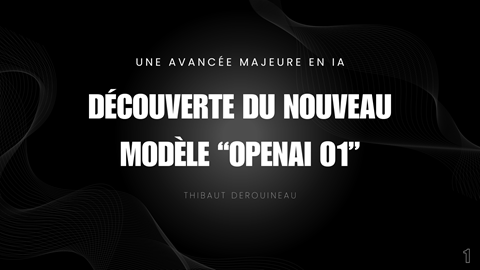 UNE AVANCÉE MAJEURE EN IA
DÉCOUVERTE DU NOUVEAU
MODÈLE “OPENAI 01”
THIBAUT DEROUINEAU
1